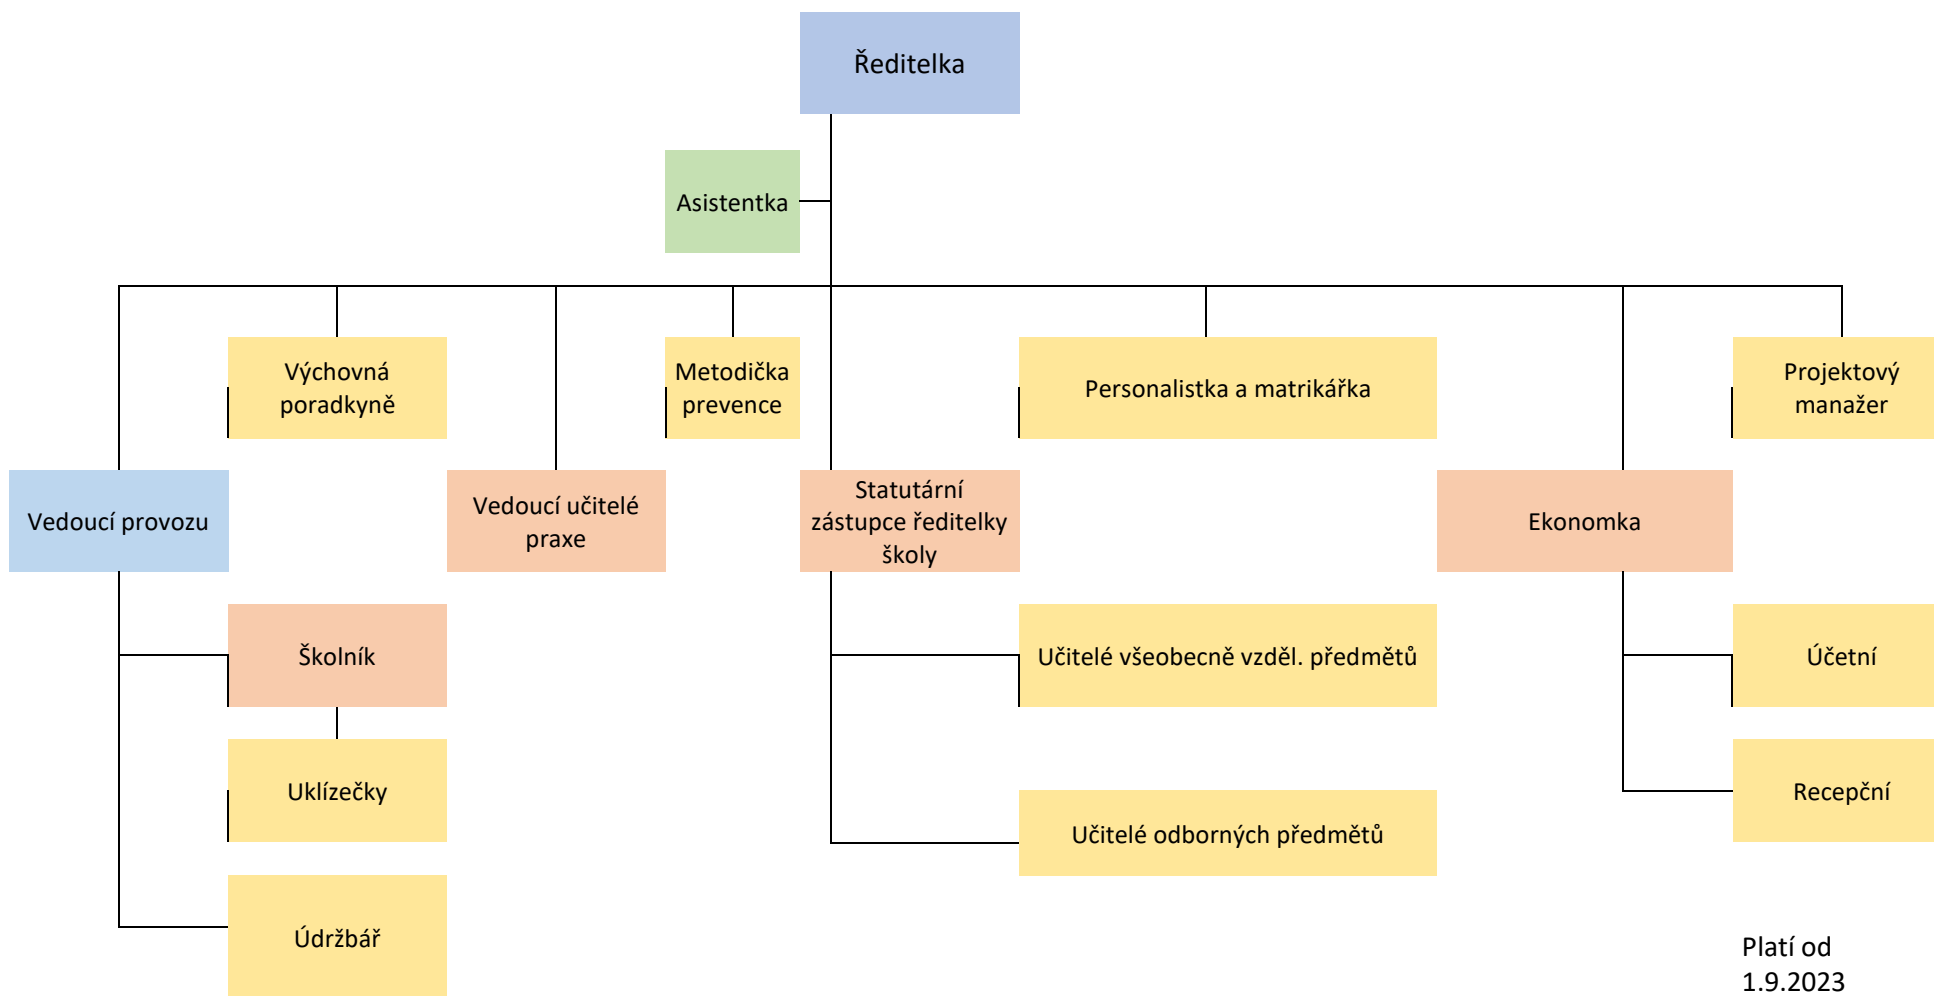 Ředitelka
Asistentka
Výchovná
poradkyně
Metodička
prevence
Personalistka a matrikářka
Projektový
manažer
Vedoucí provozu
Vedoucí učitelé
praxe
Statutární
zástupce ředitelky
školy
Ekonomka
Školník
Učitelé všeobecně vzděl. předmětů
Účetní
Uklízečky
Učitelé odborných předmětů
Recepční
Údržbář
Platí od
1.9.2023